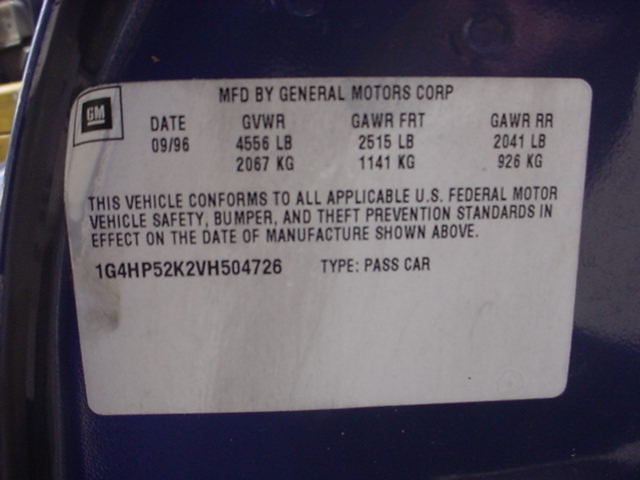 GM
MFD BY GENERAL MOTORS CORP
DATE GVWR GAWR FRT GAWR RR
09/96 4556 LB 2515 LB 2041 LB
2067 KG 1141 KG 926 KG
THIS VEHICLE CONFORMS TO ALL APPLICABLE U.S. FEDERAL MOTOR
VEHICLE SAFETY, BUMPER, AND THEFT PREVENTION STANDARDS IN
EFFECT ON THE DATE OF MANUFACTURE SHOWN ABOVE.
1G4HP52K2VH504726 TYPE: PASS CAR